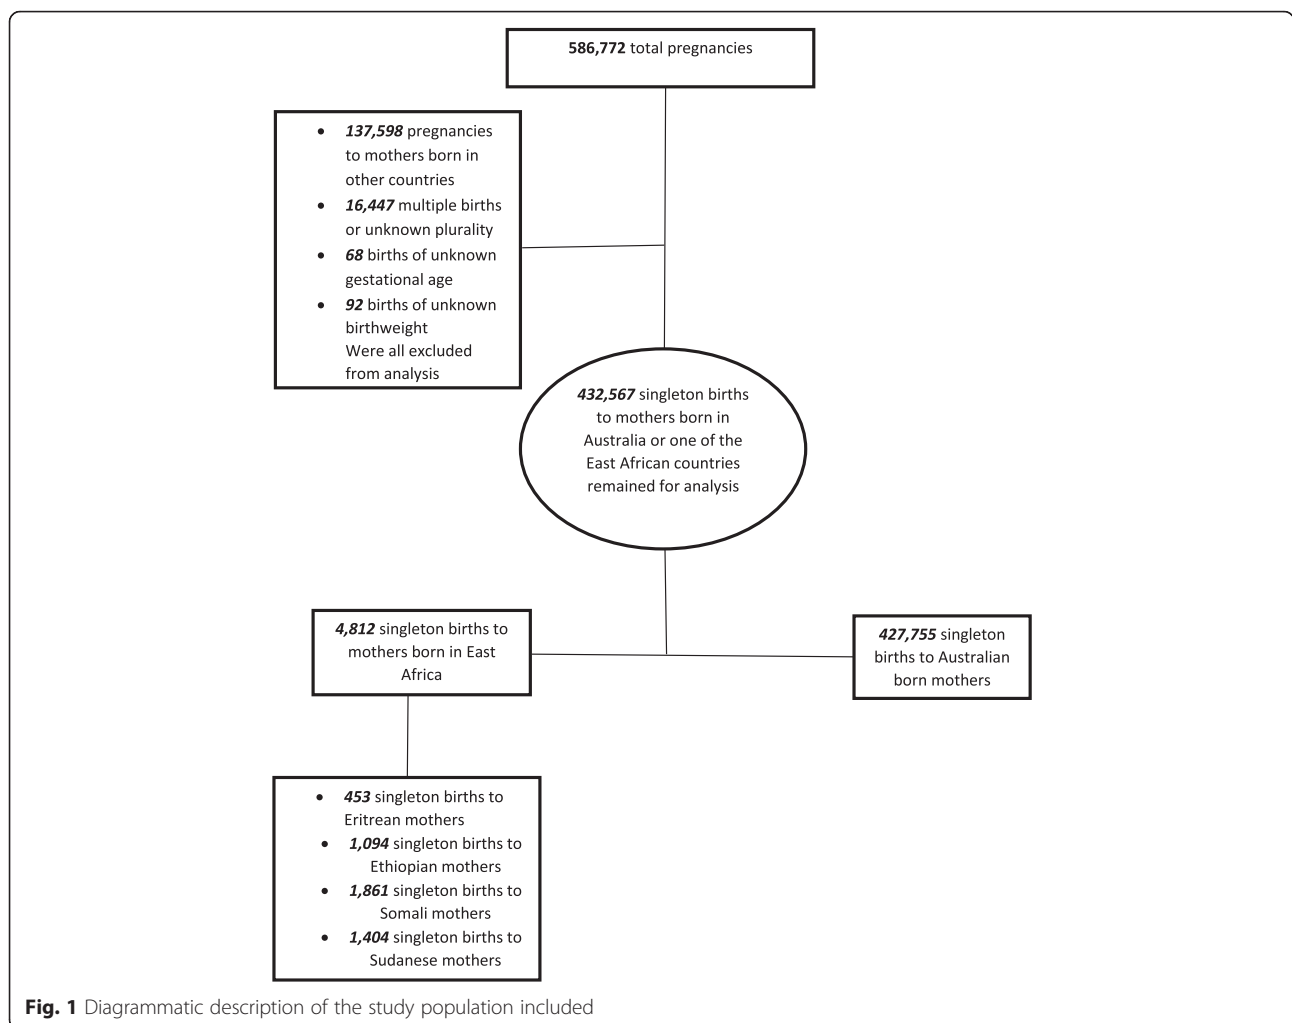 586,772 total pregnancies
• 137,598 pregnancies
to mothers born in
other countries
• 16,447 multiple births
or unknown plurality
• 68 births of unknown
gestational age
• 92 births of unknown
birthweight
Were all excluded
from analysis
432,567 singleton births
to mothers born in
Australia or one of the
East African countries
remained for analysis
4,812 singleton births to
mothers born in East
Africa
427,755 singleton
births to Australian
born mothers
• 453 singleton births to
Eritrean mothers
• 1,094 singleton births to
Ethiopian mothers
• 1,861 singleton births to
Somali mothers
• 1,404 singleton births to
Sudanese mothers
Fig. 1 Diagrammatic description of the study population included